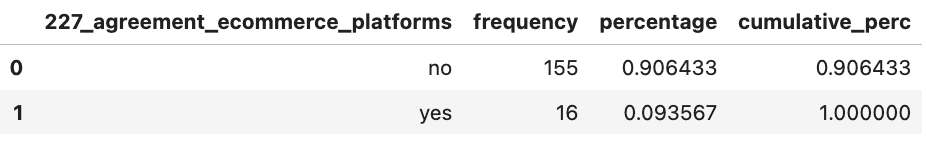 227_agreement_ecommerce_platforms frequency percentage cumulative_perc
0 no 155 0.906433 0.906433
1 yes 16 0.093567 1.000000